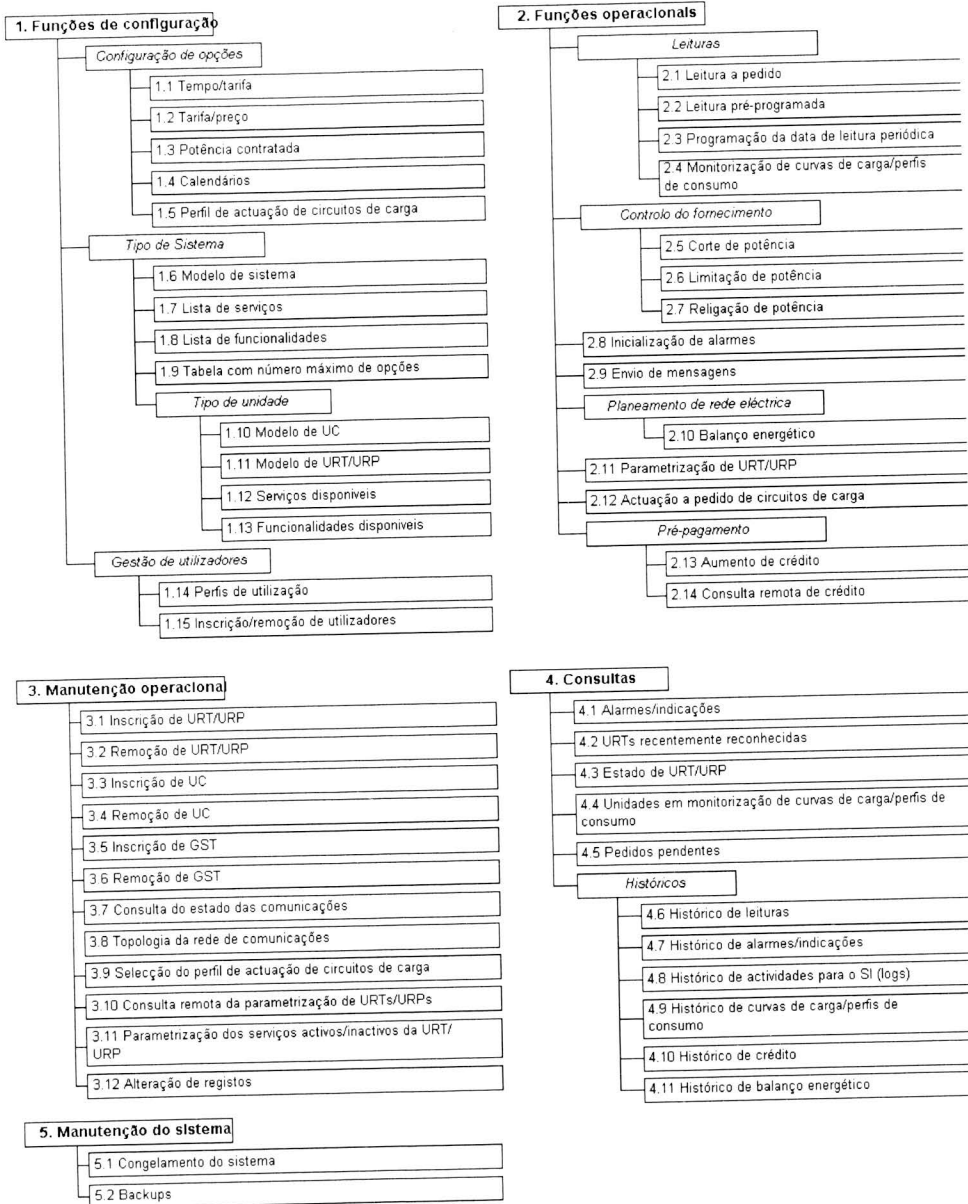 1. Funções de configuração
Configuração de opções
1.1 Tempo/tarifa
1.2 Tarifa/preço
1.3 Potência contratada
1.4 Calendários
1.5 Perfil de actuação de circuitos de carga
Tipo de Sistema
1.6 Modelo de sistema
1.7 Lista de serviços
1.8 Lista de funcionalidades
1.9 Tabela com número máximo de opções
Tipo de unidade
1.10 Modelo de UC
1.11 Modelo de URT/URP
1.12 Serviços disponiveis
1.13 Funcionalidades disponiveis
Gestão de utilizadores
1.14 Perfis de utilização
1.15 Inscrição/remoção de utilizadores
2. Funções operacionais
Leituras
2.1 Leitura a pedido
2.2 Leitura pré-programada
2.3 Programação da data de leitura periódica
2.4 Monitorização de curvas de carga/perfis
de consumo
Controlo do fornecimento
2.5 Corte de potência
2.6 Limitação de potência
2.7 Religação de potência
2.8 Inicialização de alarmes
2.9 Envio de mensagens
Planeamento de rede eléctrica
2.10 Balanço energético
2.11 Parametrização de URT/URP
2.12 Actuação a pedido de circuitos de carga
Pré-pagamento
2.13 Aumento de crédito
2.14 Consulta remota de crédito
3. Manutenção operacional
3.1 Inscrição de URT/URP
3.2 Remoção de URT/URP
3.3 Inscrição de UC
3.4 Remoção de UC
3.5 Inscrição de GST
3.6 Remoção de GST
3.7 Consulta do estado das comunicações
3.8 Topologia da rede de comunicações
3.9 Selecção do perfil de actuação de circuitos de carga
3.10 Consulta remota da parametrização de URTs/URPs
3.11 Parametrização dos serviços activos/inactivos da URT/
URP
3.12 Alteração de registos
4. Consultas
4.1 Alarmes/indicações
4.2 URTs recentemente reconhecidas
4.3 Estado de URT/URP
4.4 Unidades em monitorização de curvas de carga/perfis de
consumo
4.5 Pedidos pendentes
Históricos
4.6 Histórico de leituras
4.7 Histórico de alarmes/indicações
4.8 Histórico de actividades para o SI (logs)
4.9 Histórico de curvas de carga/perfis de
consumo
4.10 Histórico de crédito
4.11 Histórico de balanço energético
5. Manutenção do sistema
5.1 Congelamento do sistema
5.2 Backups